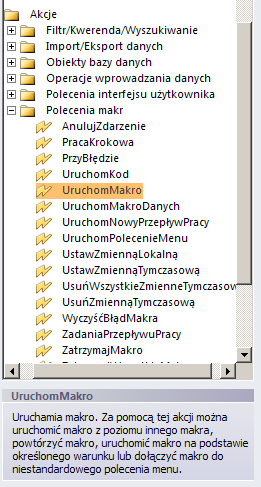 Akcje
Filtr/Kwerenda/Wyszukiwanie
Import/Eksport danych
Obiekty bazy danych
Operacje wprowadzania danych
Polecenia interfejsu użytkownika
Polecenia makr
AnulujZdarzenie
PracaKrokowa
PrzyBłędzie
UruchomKod
UruchomMakro
UruchomMakroDanych
UruchomNowyPrzepływPracy
UruchomPolecenieMenu
UstawZmiennąLokalną
UstawZmiennąTymczasową
UsuńWszystkieZmienneTymczasow
UsuńZmiennąTymczasową
WyczyśćBłądMakra
ZadaniaPrzepływuPracy
ZatrzymajMakro
UruchomMakro
Uruchamia makro. Za pomocą tej akcji można
uruchomić makro z poziomu innego makra,
powtórzyć makro, uruchomić makro na podstawie
określonego warunku lub dołączyć makro do
niestandardowego polecenia menu.